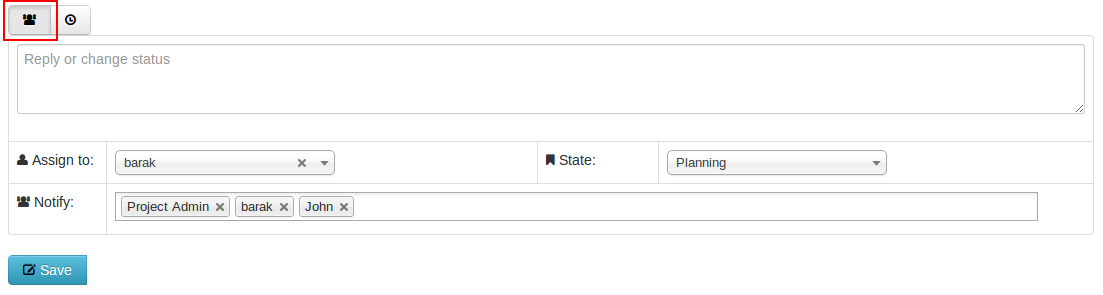 Reply or change status
Assign to: barak State: Planning
Notify: Project Admin barak John
Save